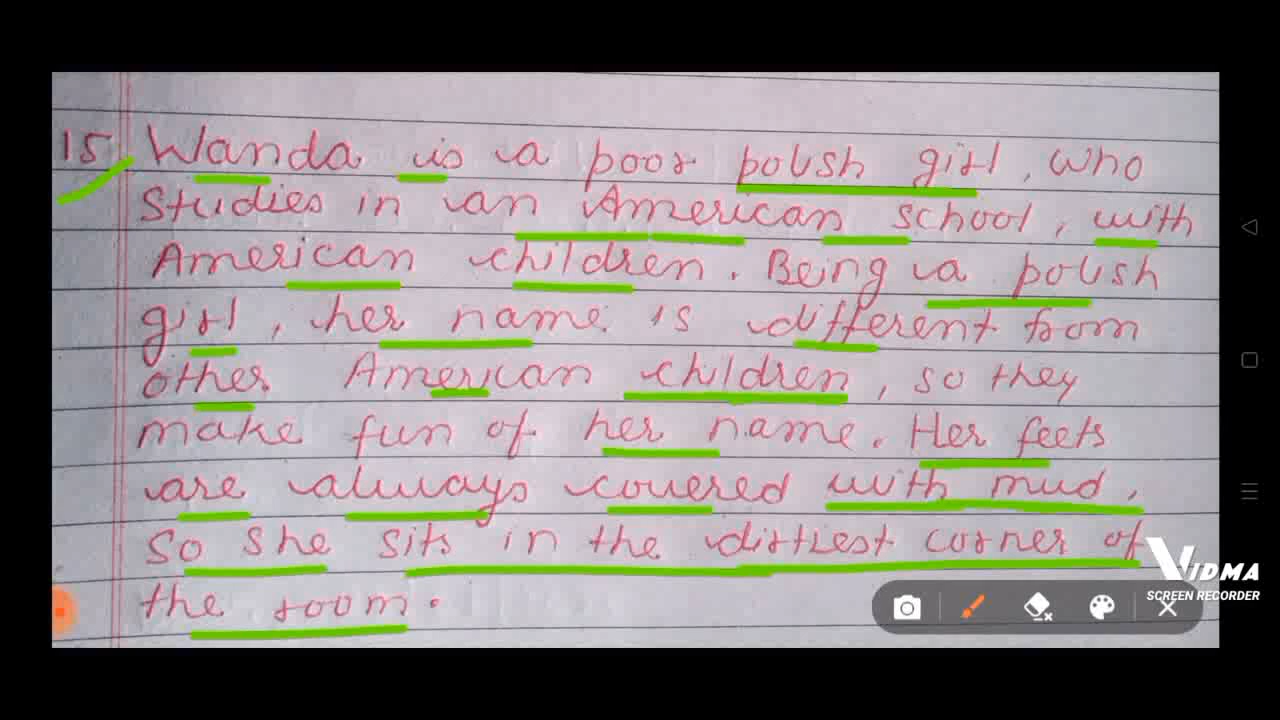 15 Wanda is a poor polish girl, who
studies in an American school, with
American children. Being a polish
girl, her name is different from
other American children, so they
make fun of her name. Her feets
are always covered with mud,
So she sits in the dirtiest corner of
the room.
VIDMA
SCREEN RECORDER